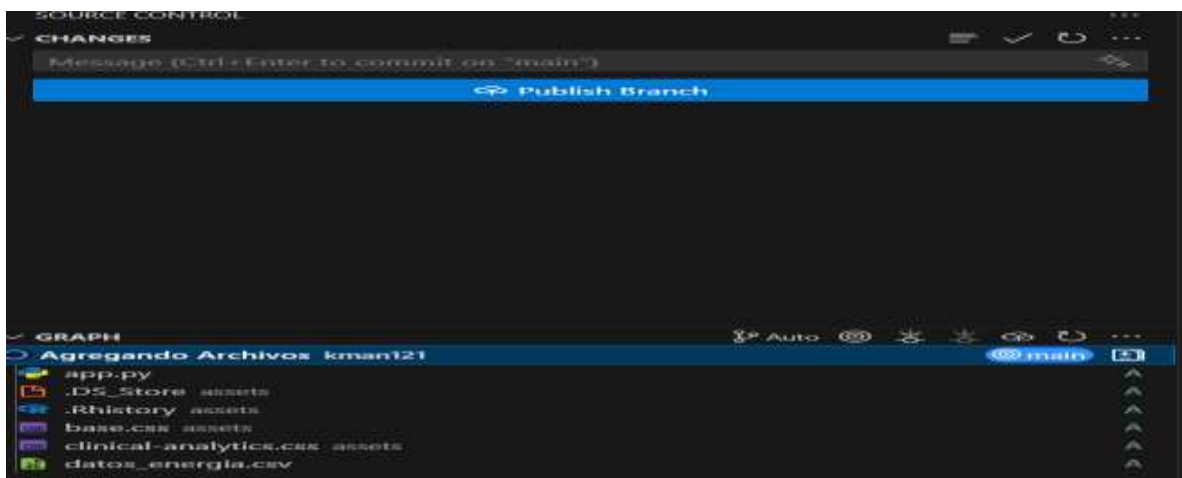 SOURCE CONTROL
CHANGES
Message (Ctrl+Enter to commit on "main")
Publish Branch
GRAPH
Auto
Agregando Archivos kman121
main
app.py
.DS_Store assets
.Rhistory assets
base.css assets
clinical-analytics.css assets
datos_energia.csv